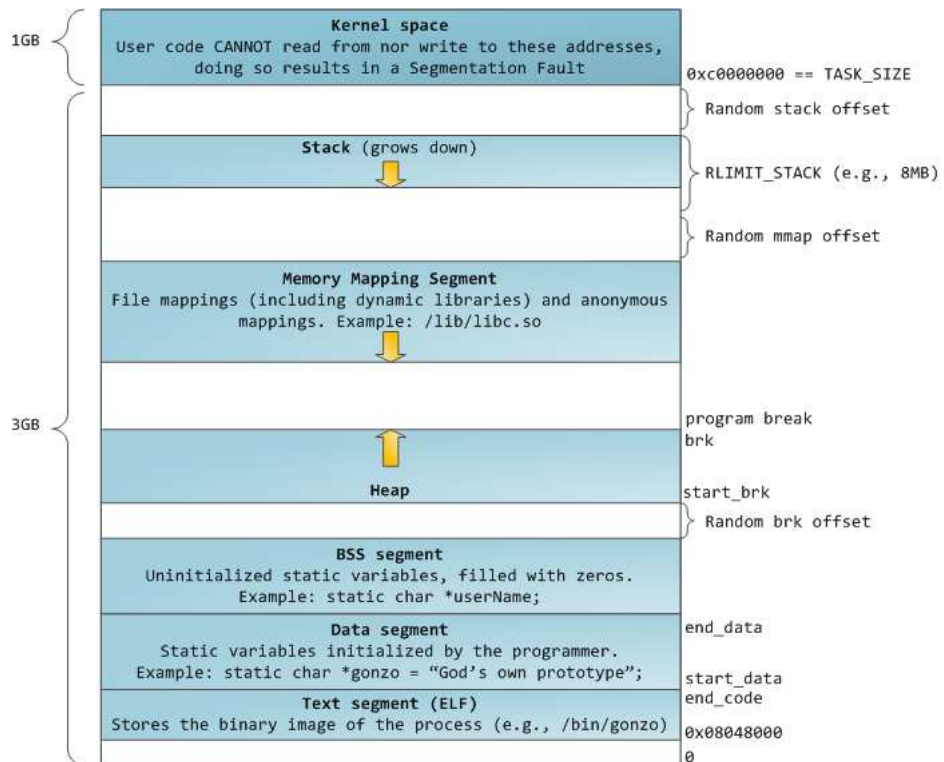 1GB
Kernel space
User code CANNOT read from nor write to these addresses,
doing so results in a Segmentation Fault
0xc0000000 == TASK_SIZE
Random stack offset
Stack (grows down)
RLIMIT_STACK (e.g., 8MB)
Random mmap offset
Memory Mapping Segment
File mappings (including dynamic libraries) and anonymous
mappings. Example: /lib/libc.so
3GB
program break
brk
Heap
start_brk
Random brk offset
BSS segment
Uninitialized static variables, filled with zeros.
Example: static char *userName;
end_data
Data segment
Static variables initialized by the programmer.
Example: static char *gonzo = “God’s own prototype”;
start_data
end_code
Text segment (ELF)
Stores the binary image of the process (e.g., /bin/gonzo)
0x08048000
0